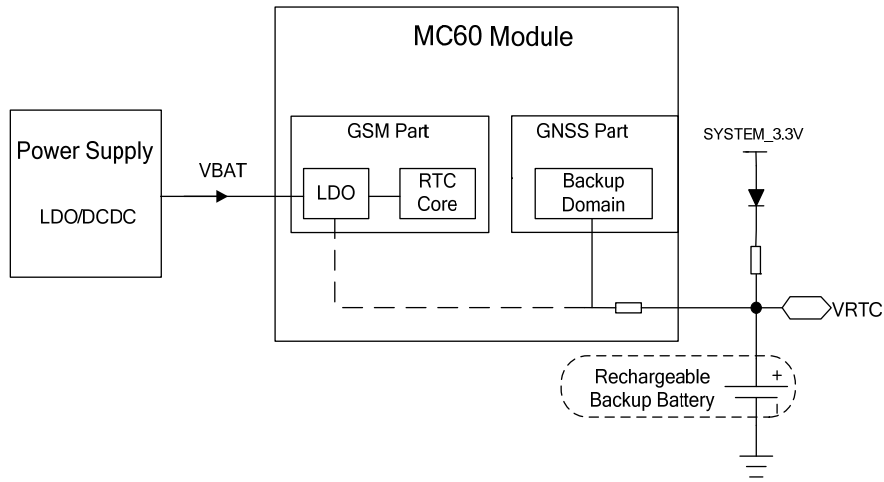 MC60 Module
Power Supply
LDO/DCDC
VBAT
GSM Part
LDO
RTC
Core
GNSS Part
Backup
Domain
SYSTEM_3.3V
VRTC
Rechargeable
Backup Battery
+